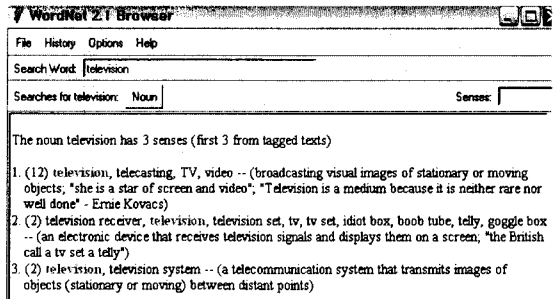 WordNet 2.1 Browser
File History Options Help
Search Word: television
Searches for television: Noun Senses:
The noun television has 3 senses (first 3 from tagged texts)
1. (12) television, telecasting, TV, video -- (broadcasting visual images of stationary or moving
objects; "she is a star of screen and video"; "Television is a medium because it is neither rare nor
well done" - Ernie Kovacs)
2. (2) television receiver, television, television set, tv, tv set, idiot box, boob tube, telly, goggle box
-- (an electronic device that receives television signals and displays them on a screen; "the British
call a tv set a telly")
3. (2) television, television system -- (a telecommunication system that transmits images of
objects (stationary or moving) between distant points)